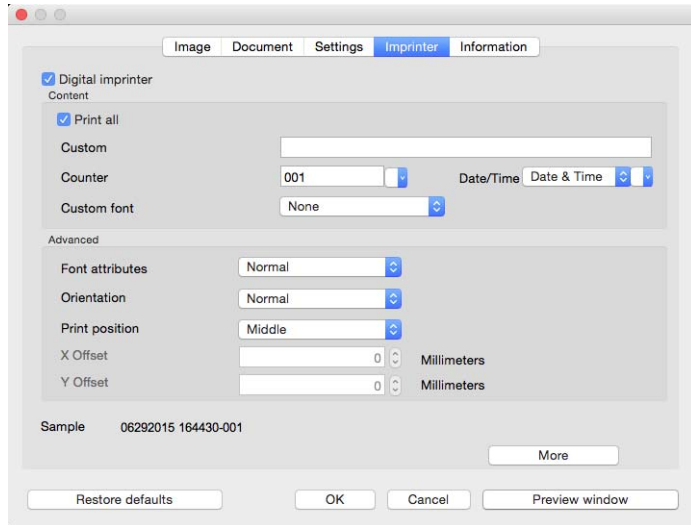 Image Document Settings Imprinter Information
Digital imprinter
Content
Print all
Custom
Counter 001 Date/Time Date & Time
Custom font None
Advanced
Font attributes Normal
Orientation Normal
Print position Middle
X Offset 0 Millimeters
Y Offset 0 Millimeters
Sample 06292015 164430-001
More
Restore defaults OK Cancel Preview window